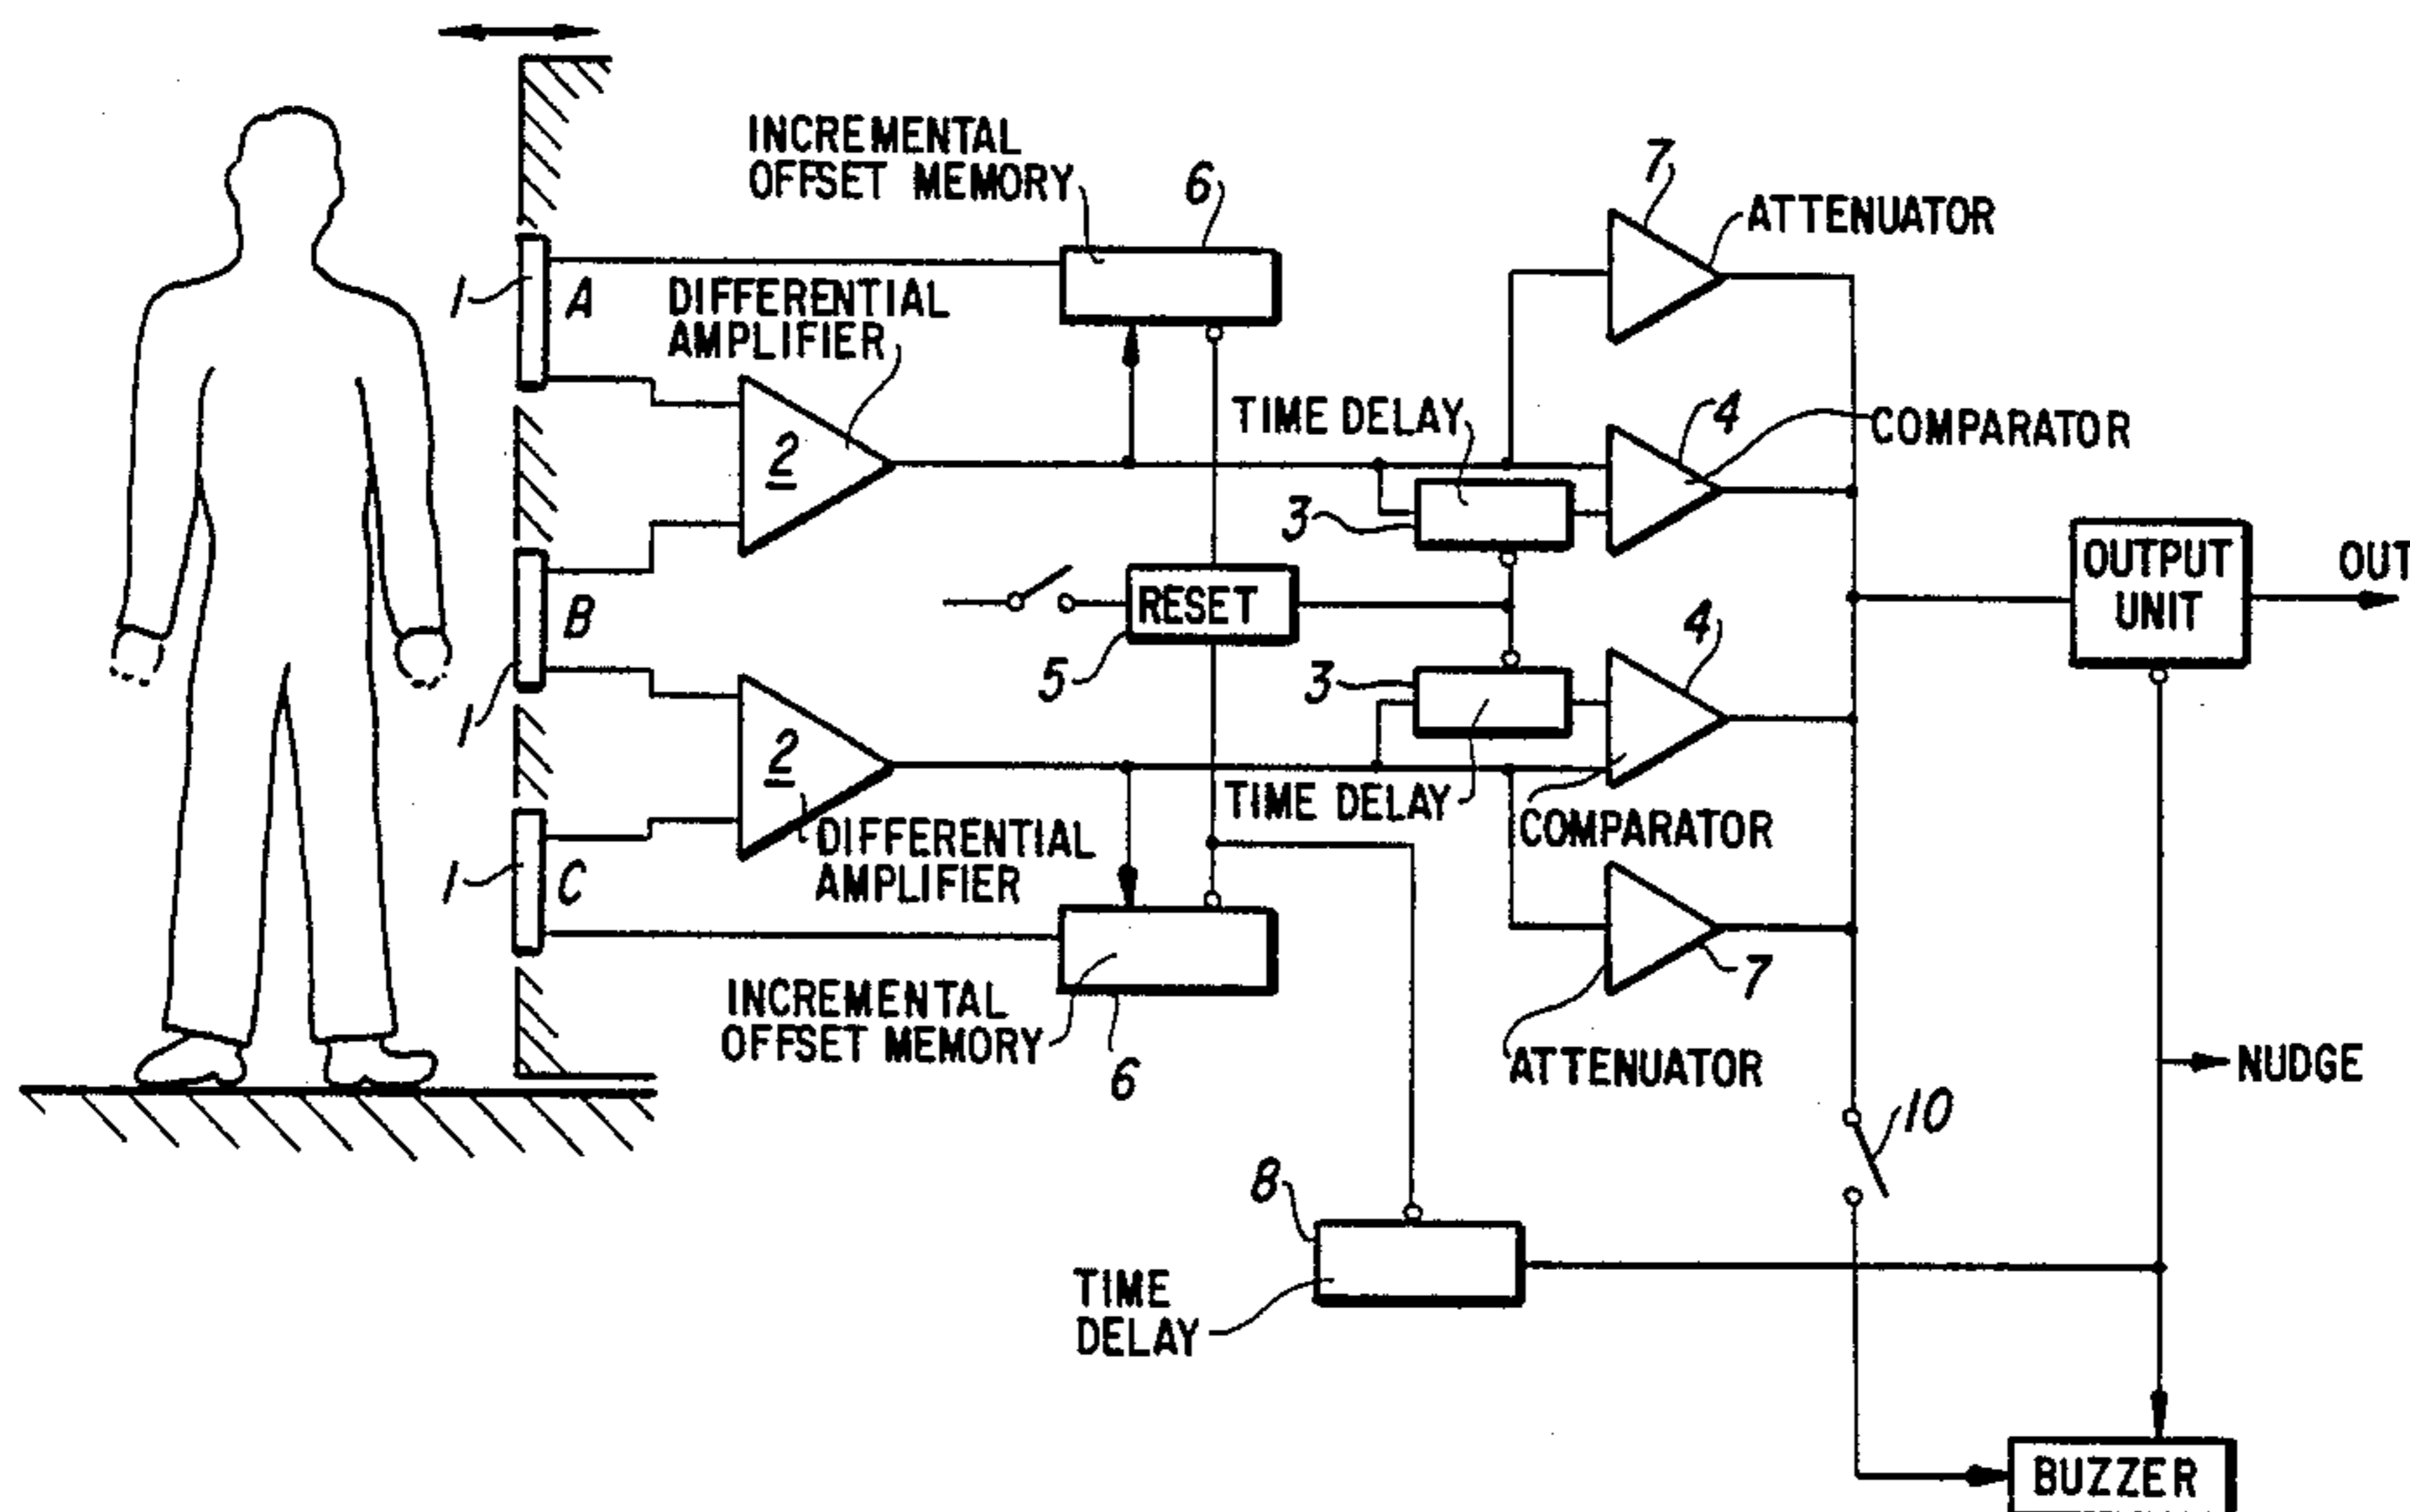 INCREMENTAL
OFFSET MEMORY
6
7
ATTENUATOR
1
A
DIFFERENTIAL
AMPLIFIER
TIME DELAY
4
COMPARATOR
2
3
OUTPUT
UNIT
OUT
RESET
B
5
4
3
1
2
TIME DELAY
COMPARATOR
DIFFERENTIAL
AMPLIFIER
1
C
7
INCREMENTAL
OFFSET MEMORY
6
ATTENUATOR
NUDGE
10
8
TIME
DELAY
BUZZER